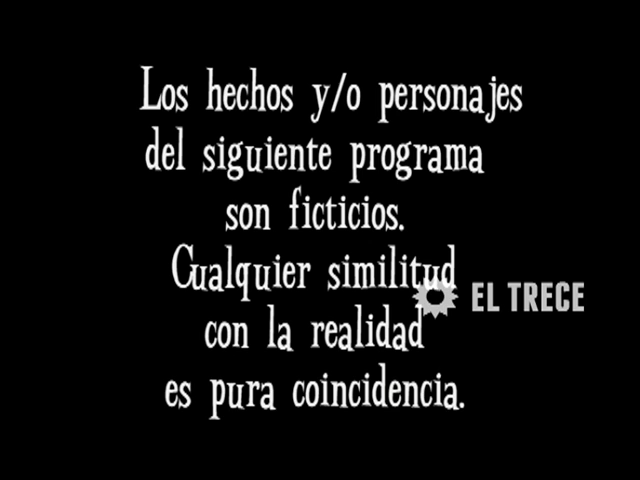 Los hechos y/o personajes
del siguiente programa
son ficticios.
Cualquier similitud
EL TRECE
con la realidad
es pura coincidencia.